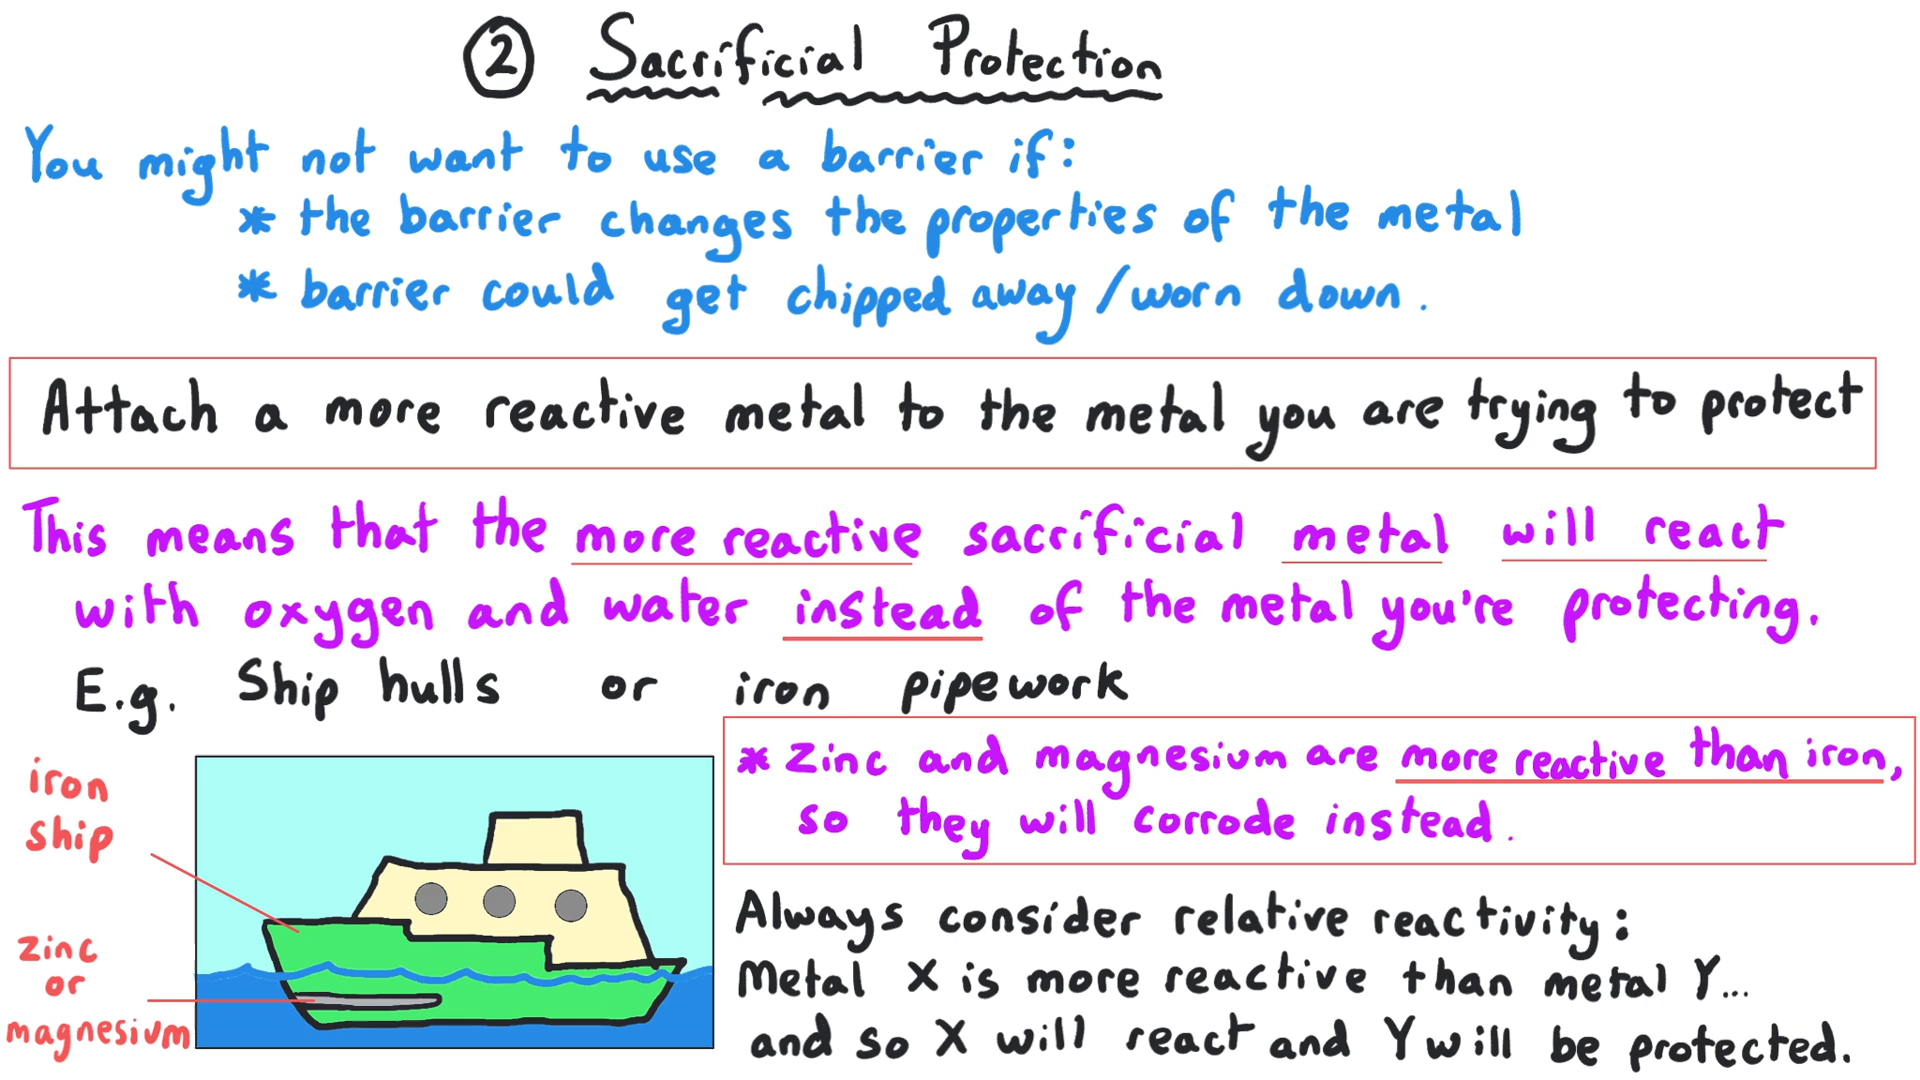 ② Sacrificial Protection
You might not want to use a barrier if:
* the barrier changes the properties of the metal
* barrier could get chipped away/worn down.
Attach a more reactive metal to the metal you are trying to protect
This means that the more reactive sacrificial metal will react
with oxygen and water instead of the metal you're protecting.
E.g. Ship hulls or iron pipework
iron
ship
zinc
or
magnesium
* Zinc and magnesium are more reactive than iron,
so they will corrode instead.
Always consider relative reactivity:
Metal X is more reactive than metal Y...
and so X will react and Y will be protected.